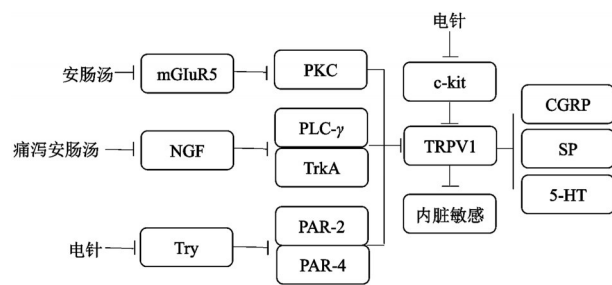 电针
安肠汤
mGIuR5
PKC
c-kit
CGRP
痛泻安肠汤
NGF
PLC-γ
TrkA
TRPV1
SP
5-HT
电针
Try
PAR-2
PAR-4
内脏敏感